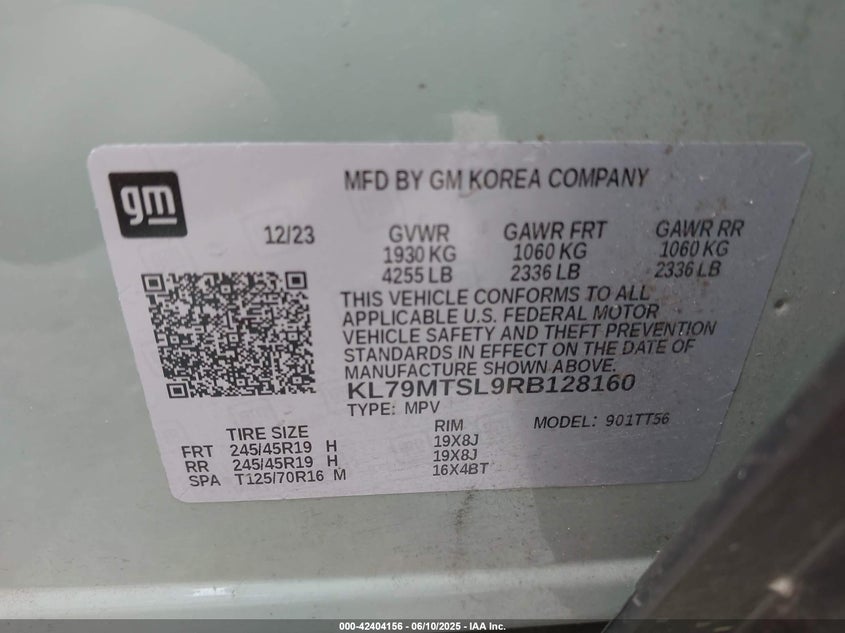 gm
MFD BY GM KOREA COMPANY
12/23
GVWR GAWR FRT GAWR RR
1930 KG 1060 KG 1060 KG
4255 LB 2336 LB 2336 LB
THIS VEHICLE CONFORMS TO ALL
APPLICABLE U.S. FEDERAL MOTOR
VEHICLE SAFETY AND THEFT PREVENTION
STANDARDS IN EFFECT ON THE DATE OF
MANUFACTURE SHOWN ABOVE.
KL79MTSL9RB128160
TYPE: MPV
MODEL: 901TT56
TIRE SIZE RIM
FRT 245/45R19 H 19X8J
RR 245/45R19 H 19X8J
SPA T125/70R16 M 16X4BT
000-42404156 - 06/10/2025 - IAA Inc.